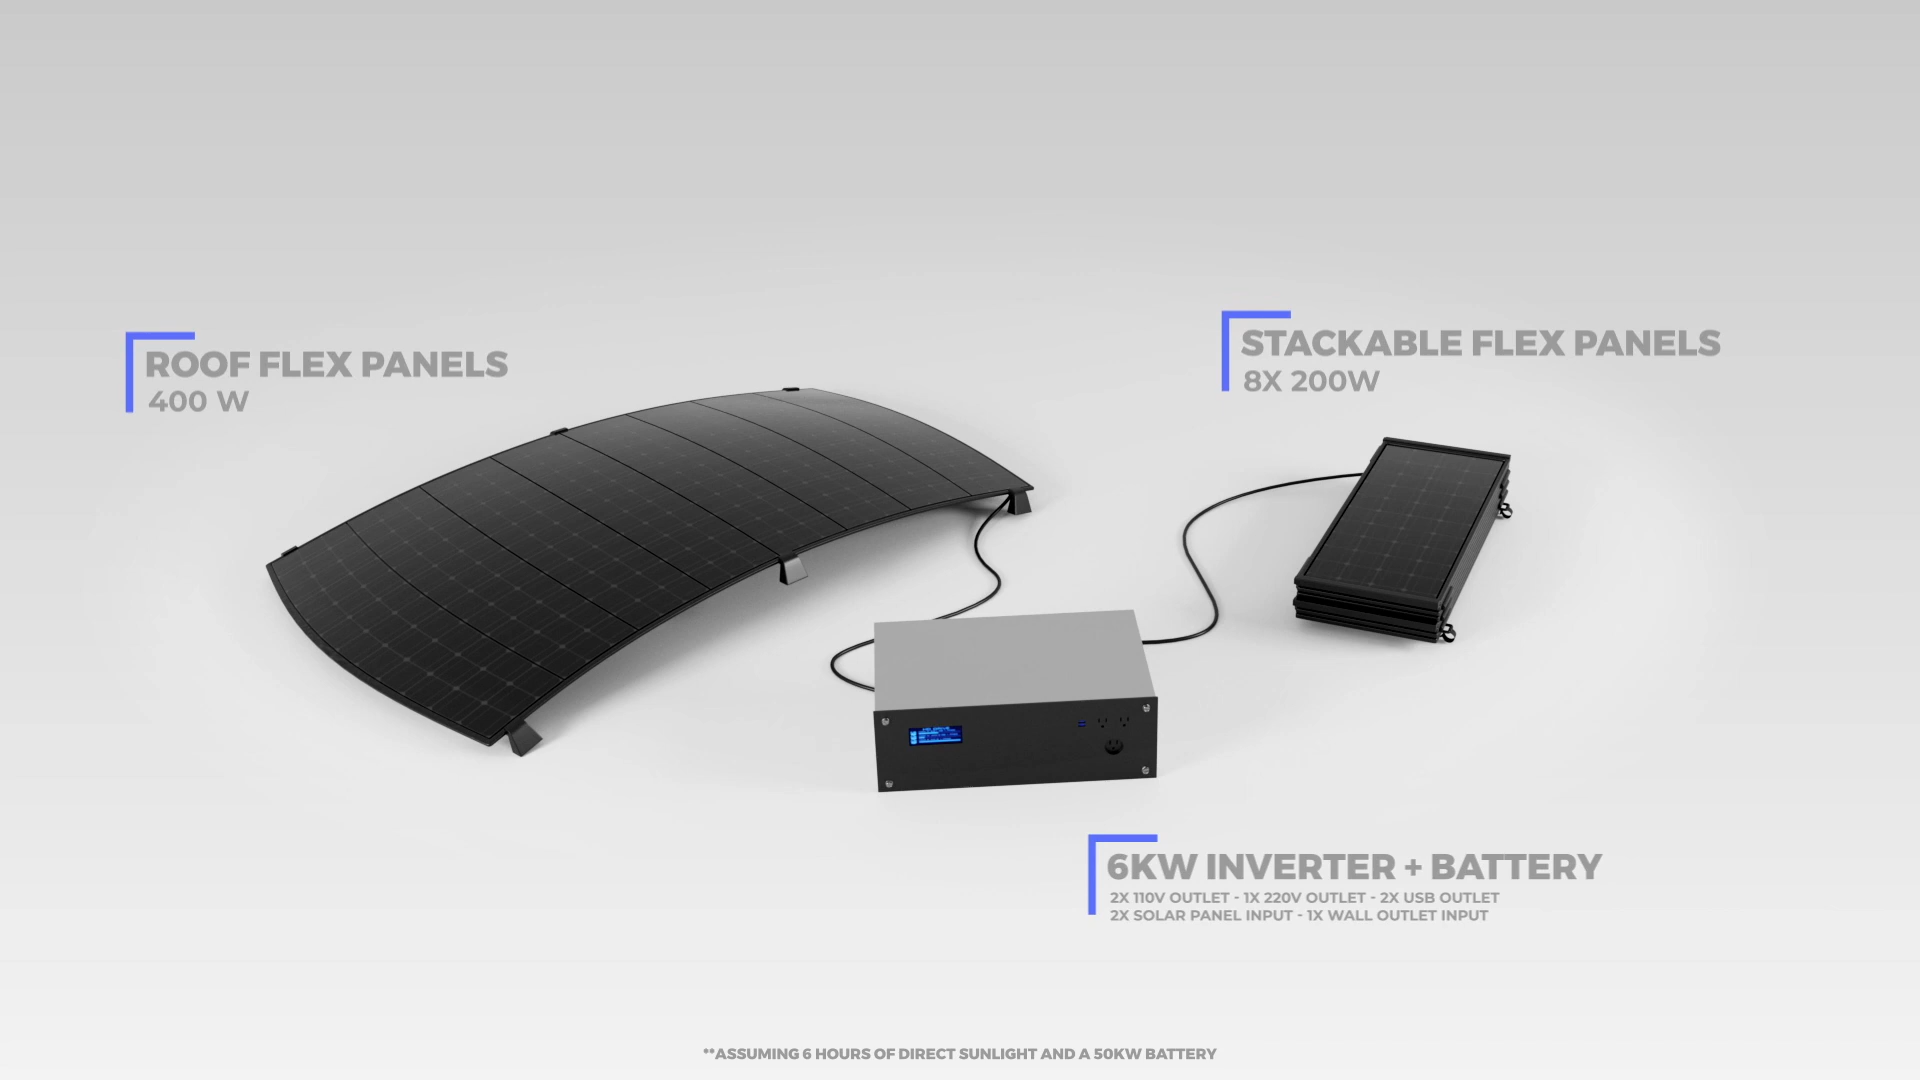 ROOF FLEX PANELS
400 W
STACKABLE FLEX PANELS
8X 200W
6KW INVERTER + BATTERY
2X 110V OUTLET - 1X 220V OUTLET - 2X USB OUTLET
2X SOLAR PANEL INPUT - 1X WALL OUTLET INPUT
**ASSUMING 6 HOURS OF DIRECT SUNLIGHT AND A 50KW BATTERY